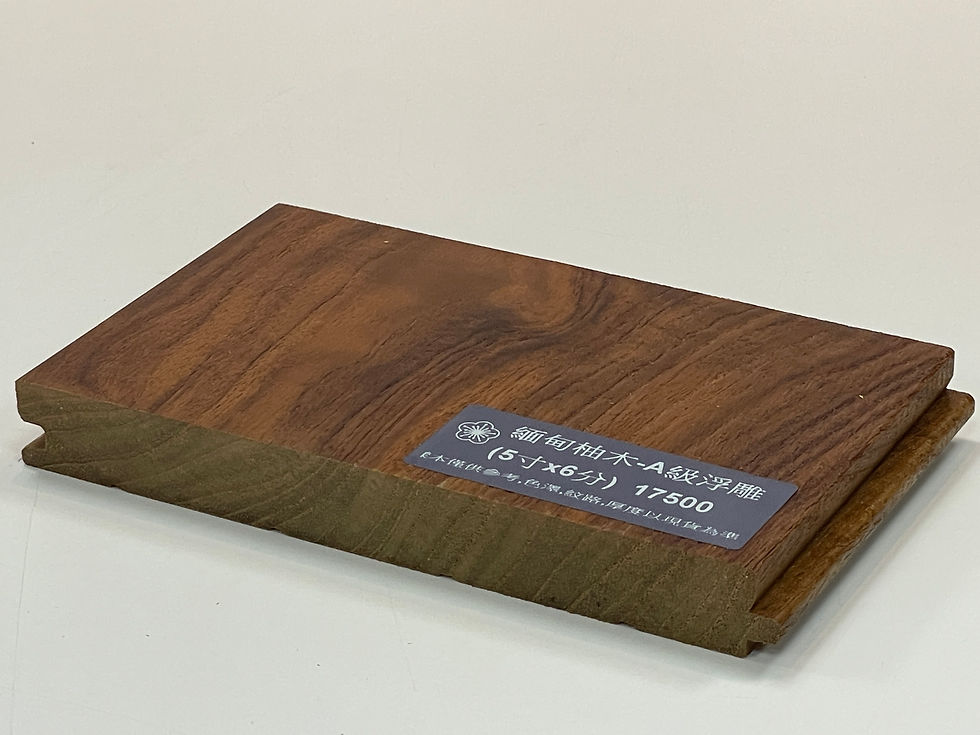 緬甸柚木-A級浮雕
(5寸x6分) 17500
木僅供參考,色澤,紋路,厚度以現貨為準